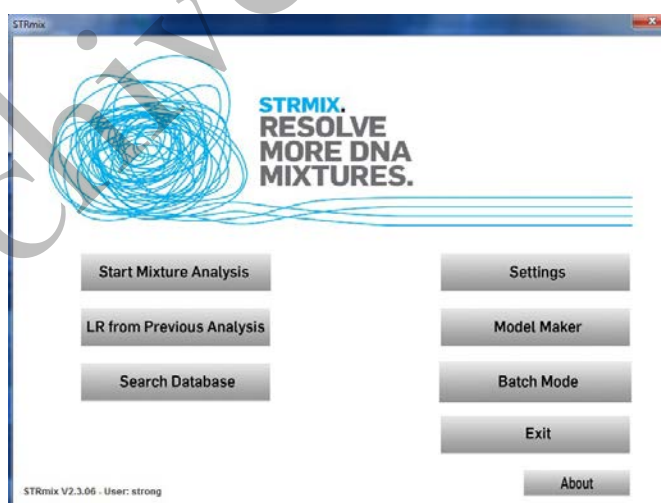 STRmix
STRMIX.
RESOLVE
MORE DNA
MIXTURES.
Start Mixture Analysis
Settings
LR from Previous Analysis
Model Maker
Search Database
Batch Mode
Exit
About
STRmix V2.3.06 - User: strong